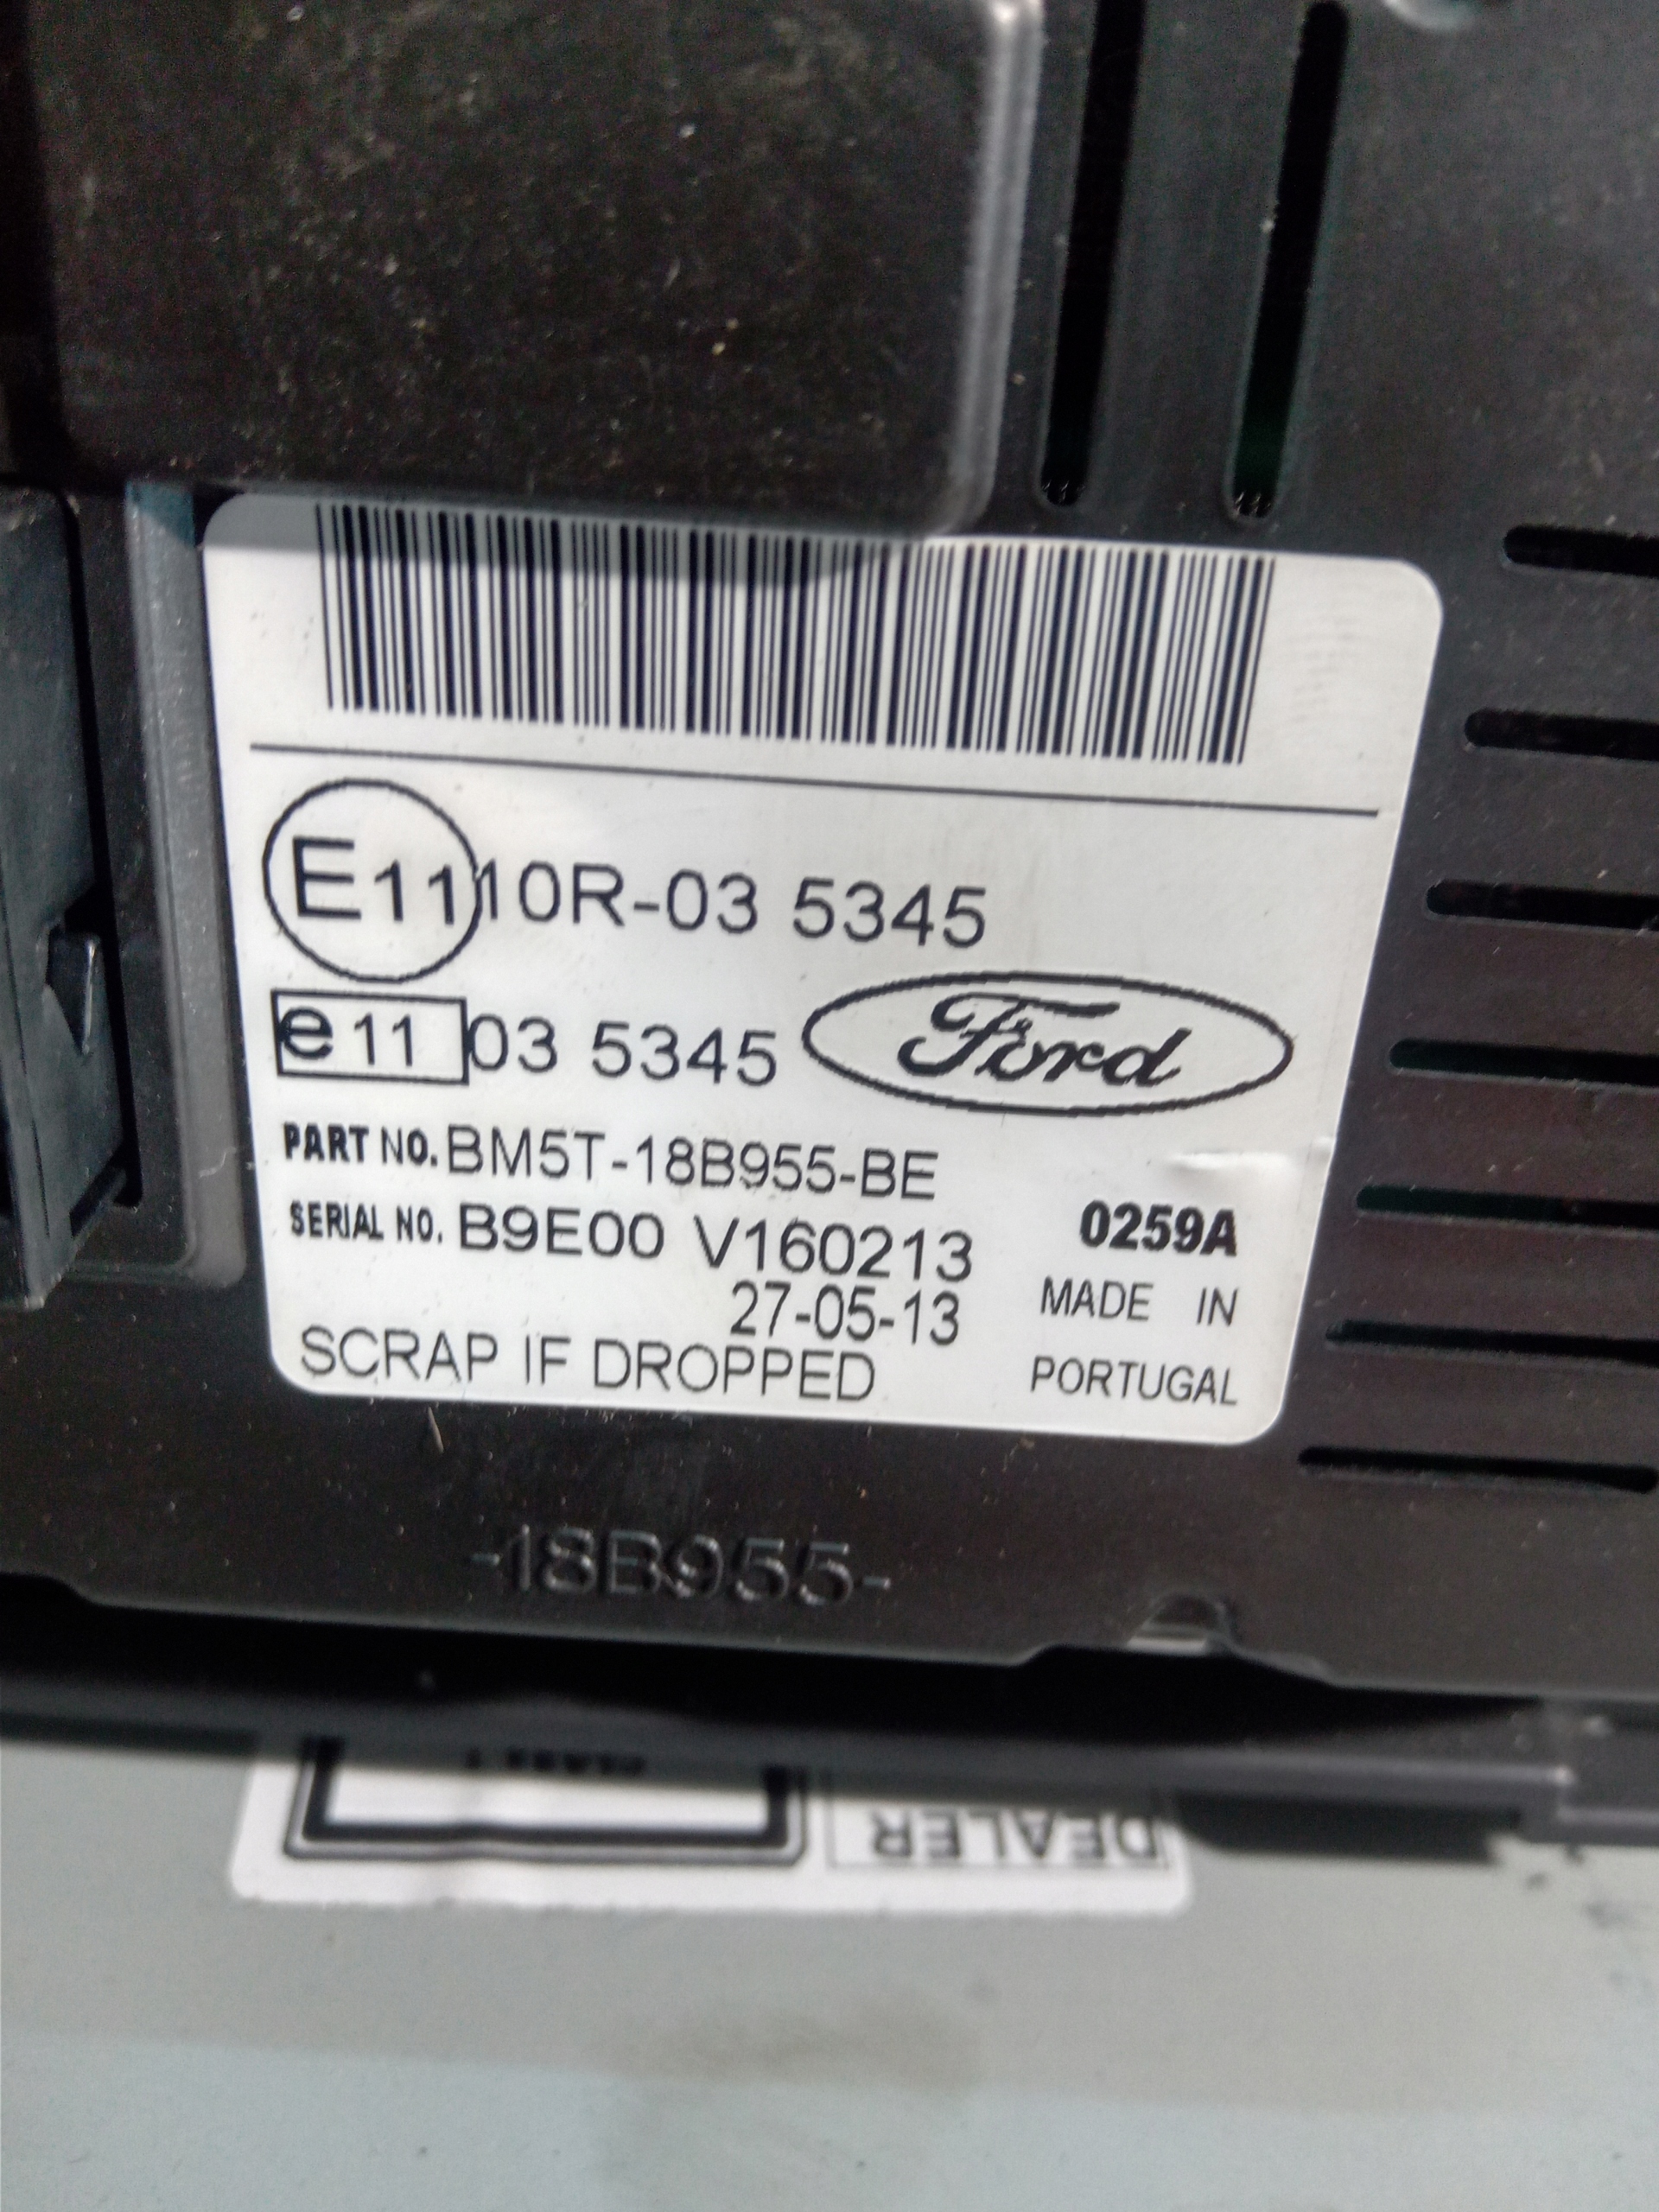 E11 10R-03 5345
e11 03 5345 Ford
PART NO. BM5T-18B955-BE
SERIAL NO. B9E00 V160213 0259A
27-05-13 MADE IN
SCRAP IF DROPPED PORTUGAL
-18B955-
DEALER